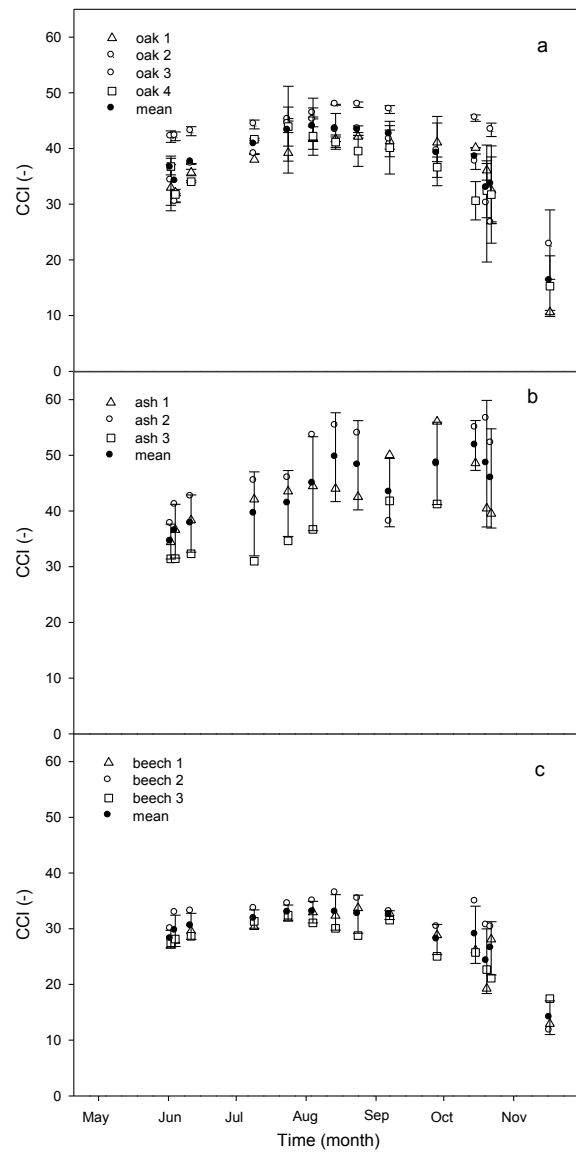 a
60
50
40
30
20
10
0
CCI (-)
oak 1
oak 2
oak 3
oak 4
mean
b
60
50
40
30
20
10
0
CCI (-)
ash 1
ash 2
ash 3
mean
c
60
50
40
30
20
10
0
CCI (-)
beech 1
beech 2
beech 3
mean
May Jun Jul Aug Sep Oct Nov
Time (month)